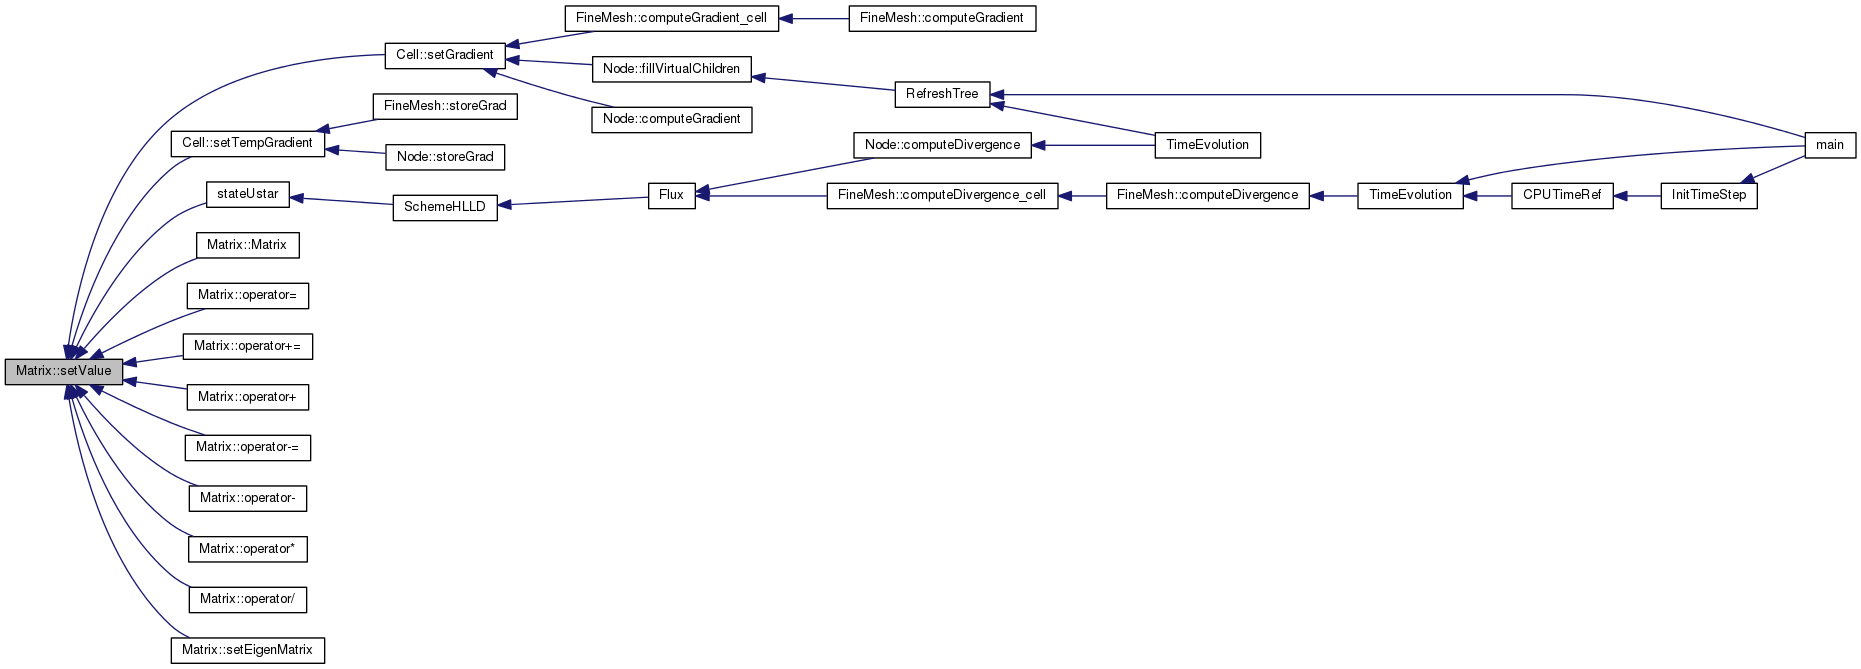 FineMesh::computeGradient_cell
FineMesh::computeGradient
Cell::setGradient
Node::fillVirtualChildren
RefreshTree
FineMesh::storeGrad
Node::computeGradient
Cell::setTempGradient
Node::computeDivergence
TimeEvolution
main
Node::storeGrad
stateUstar
SchemeHLLD
Flux
FineMesh::computeDivergence_cell
FineMesh::computeDivergence
TimeEvolution
CPUTimeRef
InitTimeStep
Matrix::Matrix
Matrix::operator=
Matrix::operator+=
Matrix::setValue
Matrix::operator+
Matrix::operator-=
Matrix::operator-
Matrix::operator*
Matrix::operator/
Matrix::setEigenMatrix